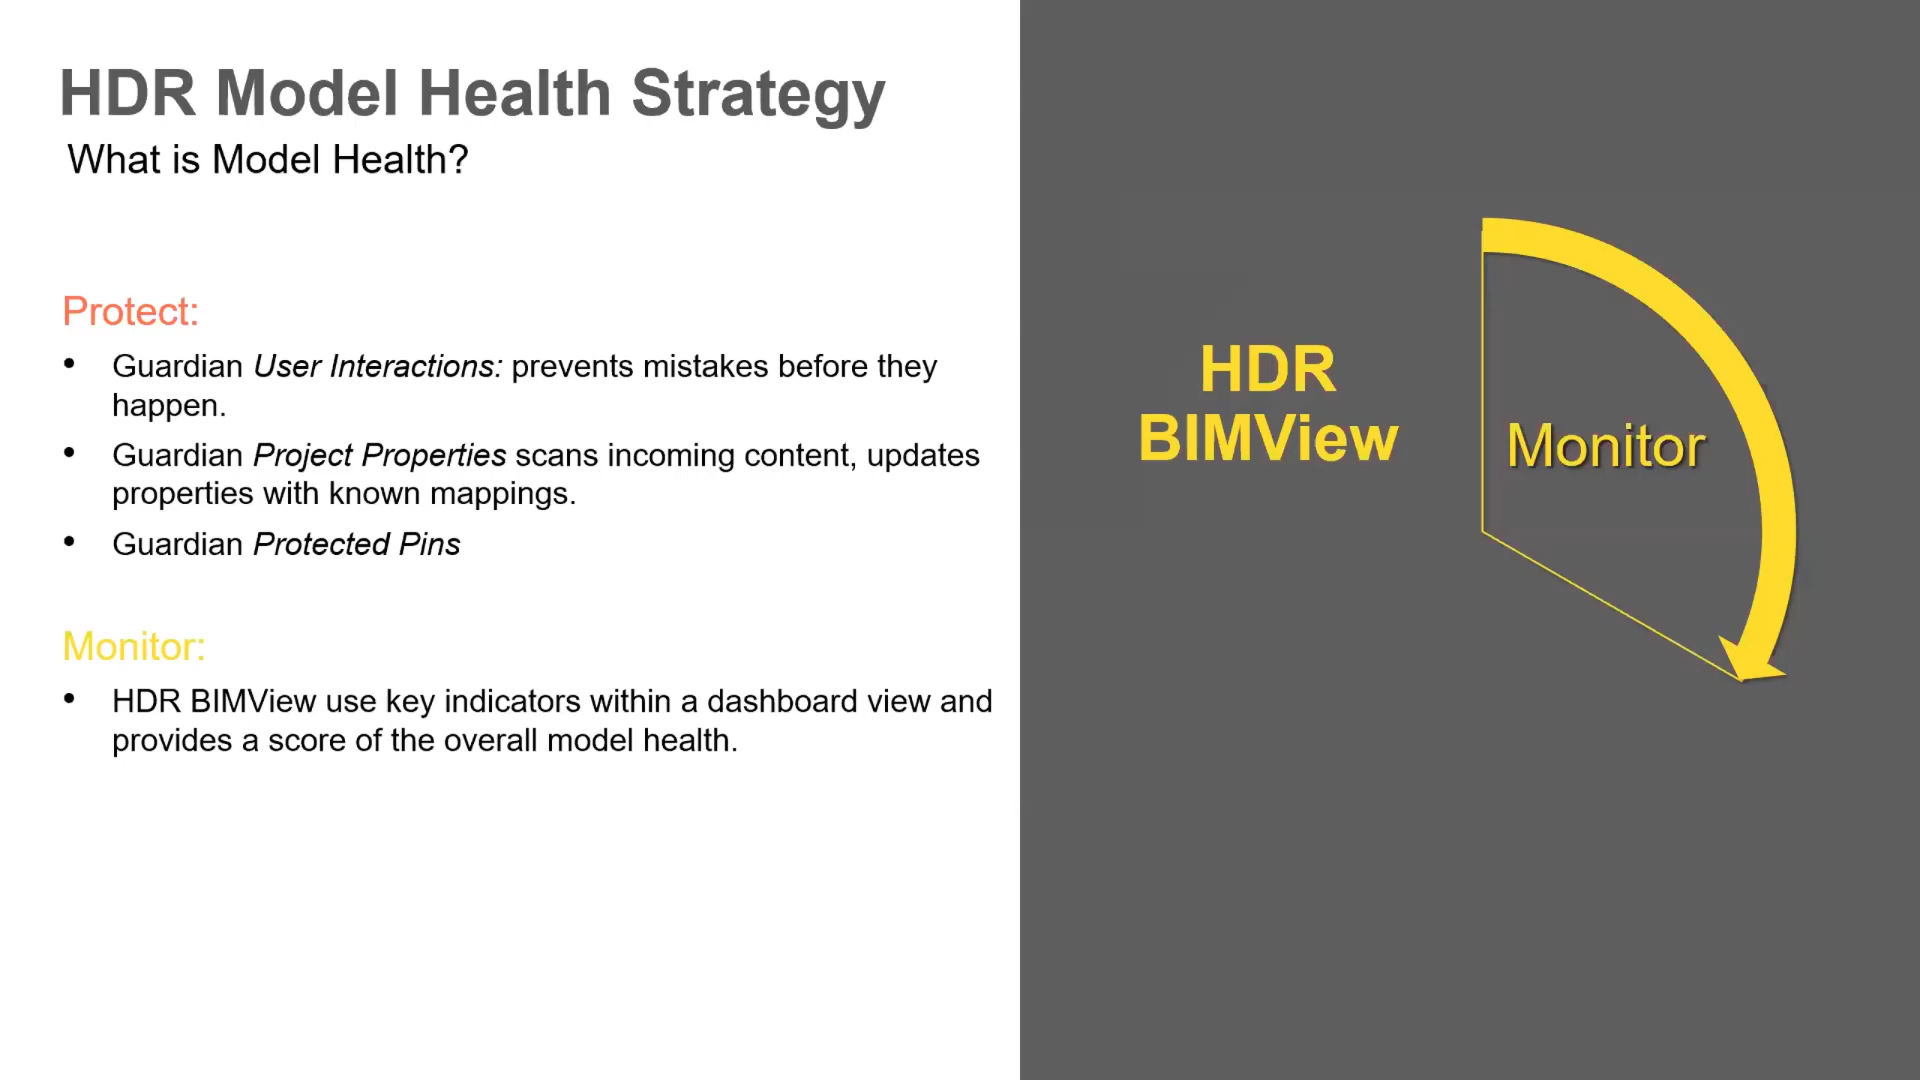 HDR Model Health Strategy
What is Model Health?
Protect:
• Guardian User Interactions: prevents mistakes before they
happen.
• Guardian Project Properties scans incoming content, updates
properties with known mappings.
• Guardian Protected Pins
Monitor:
• HDR BIMView use key indicators within a dashboard view and
provides a score of the overall model health.
HDR
BIMView
Monitor